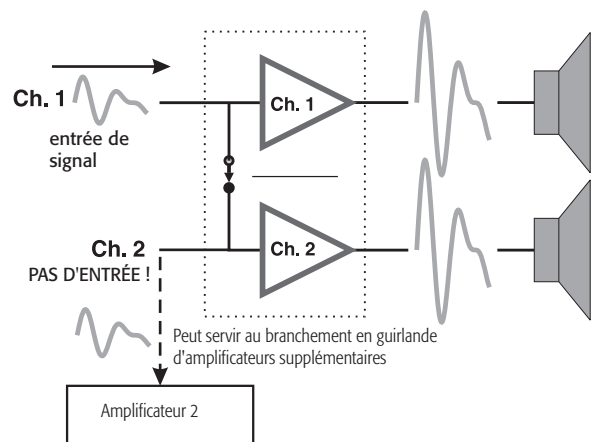 Ch. 1
entrée de
signal
Ch. 1
Ch. 2
PAS D'ENTRÉE !
Ch. 2
Peut servir au branchement en guirlande
d'amplificateurs supplémentaires
Amplificateur 2